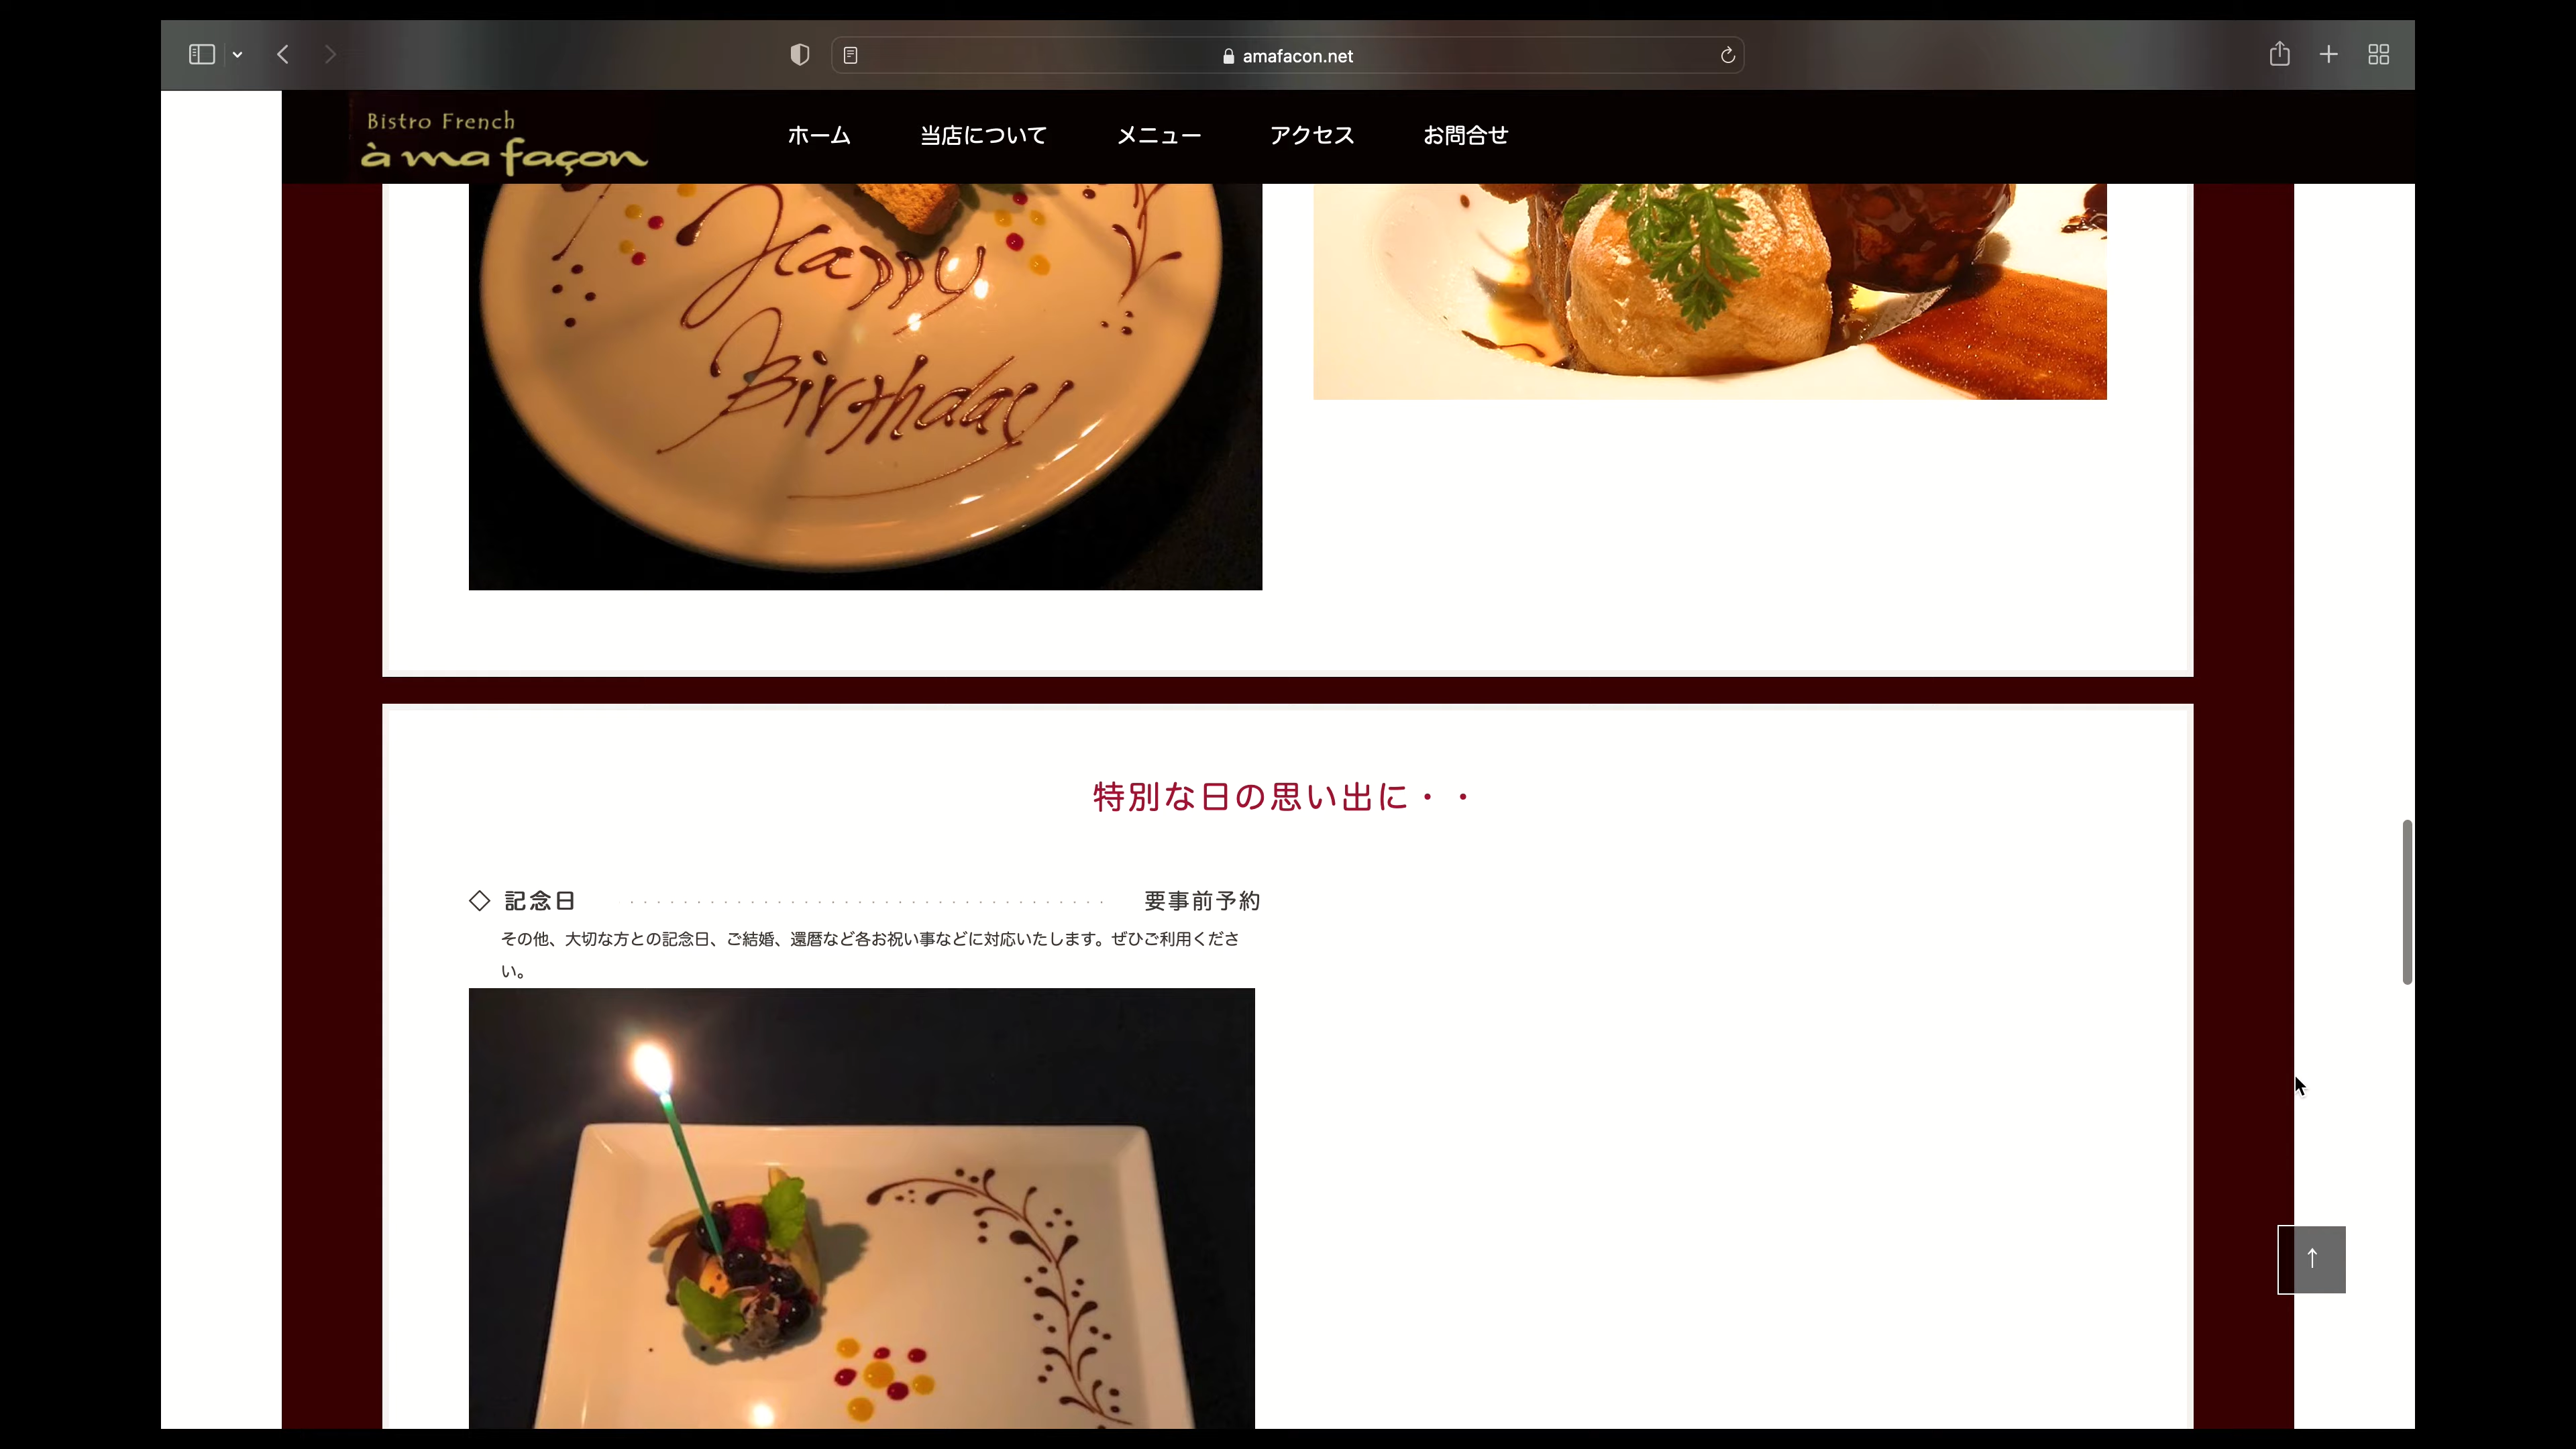 amafacon.net
Bistro French
à ma façon
ホーム 当店について メニュー アクセス お問合せ
Happy
Birthday
特別な日の思い出に・・
◇ 記念日 要事前予約
その他、大切な方との記念日、ご結婚、還暦など各お祝い事などに対応いたします。ぜひご利用くださ
い。
↑